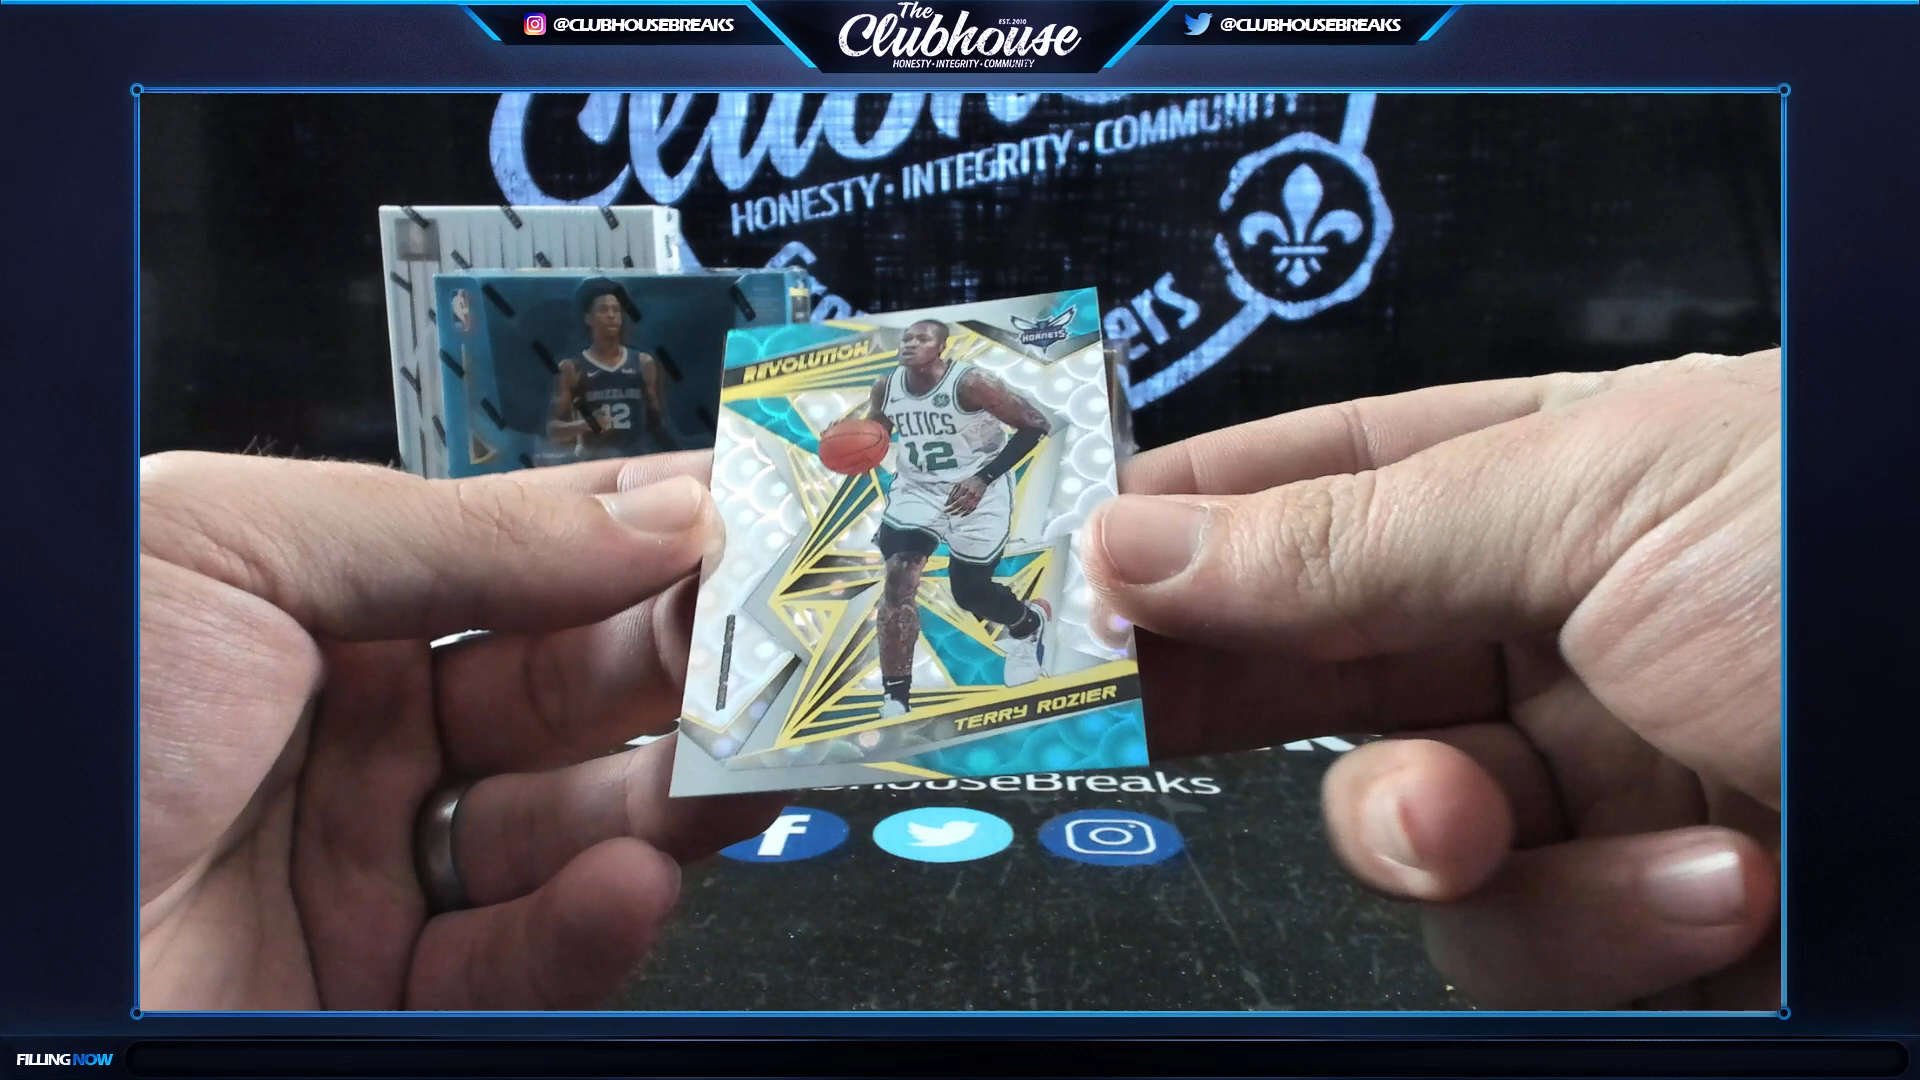 @CLUBHOUSEBREAKS
The
EST. 2010
Clubhouse
HONESTY • INTEGRITY • COMMUNITY
@CLUBHOUSEBREAKS
HONESTY • INTEGRITY • COMMUNITY
GRIZZLIES
12
REVOLUTION
HORNETS
CELTICS
12
TERRY ROZIER
FILLING NOW